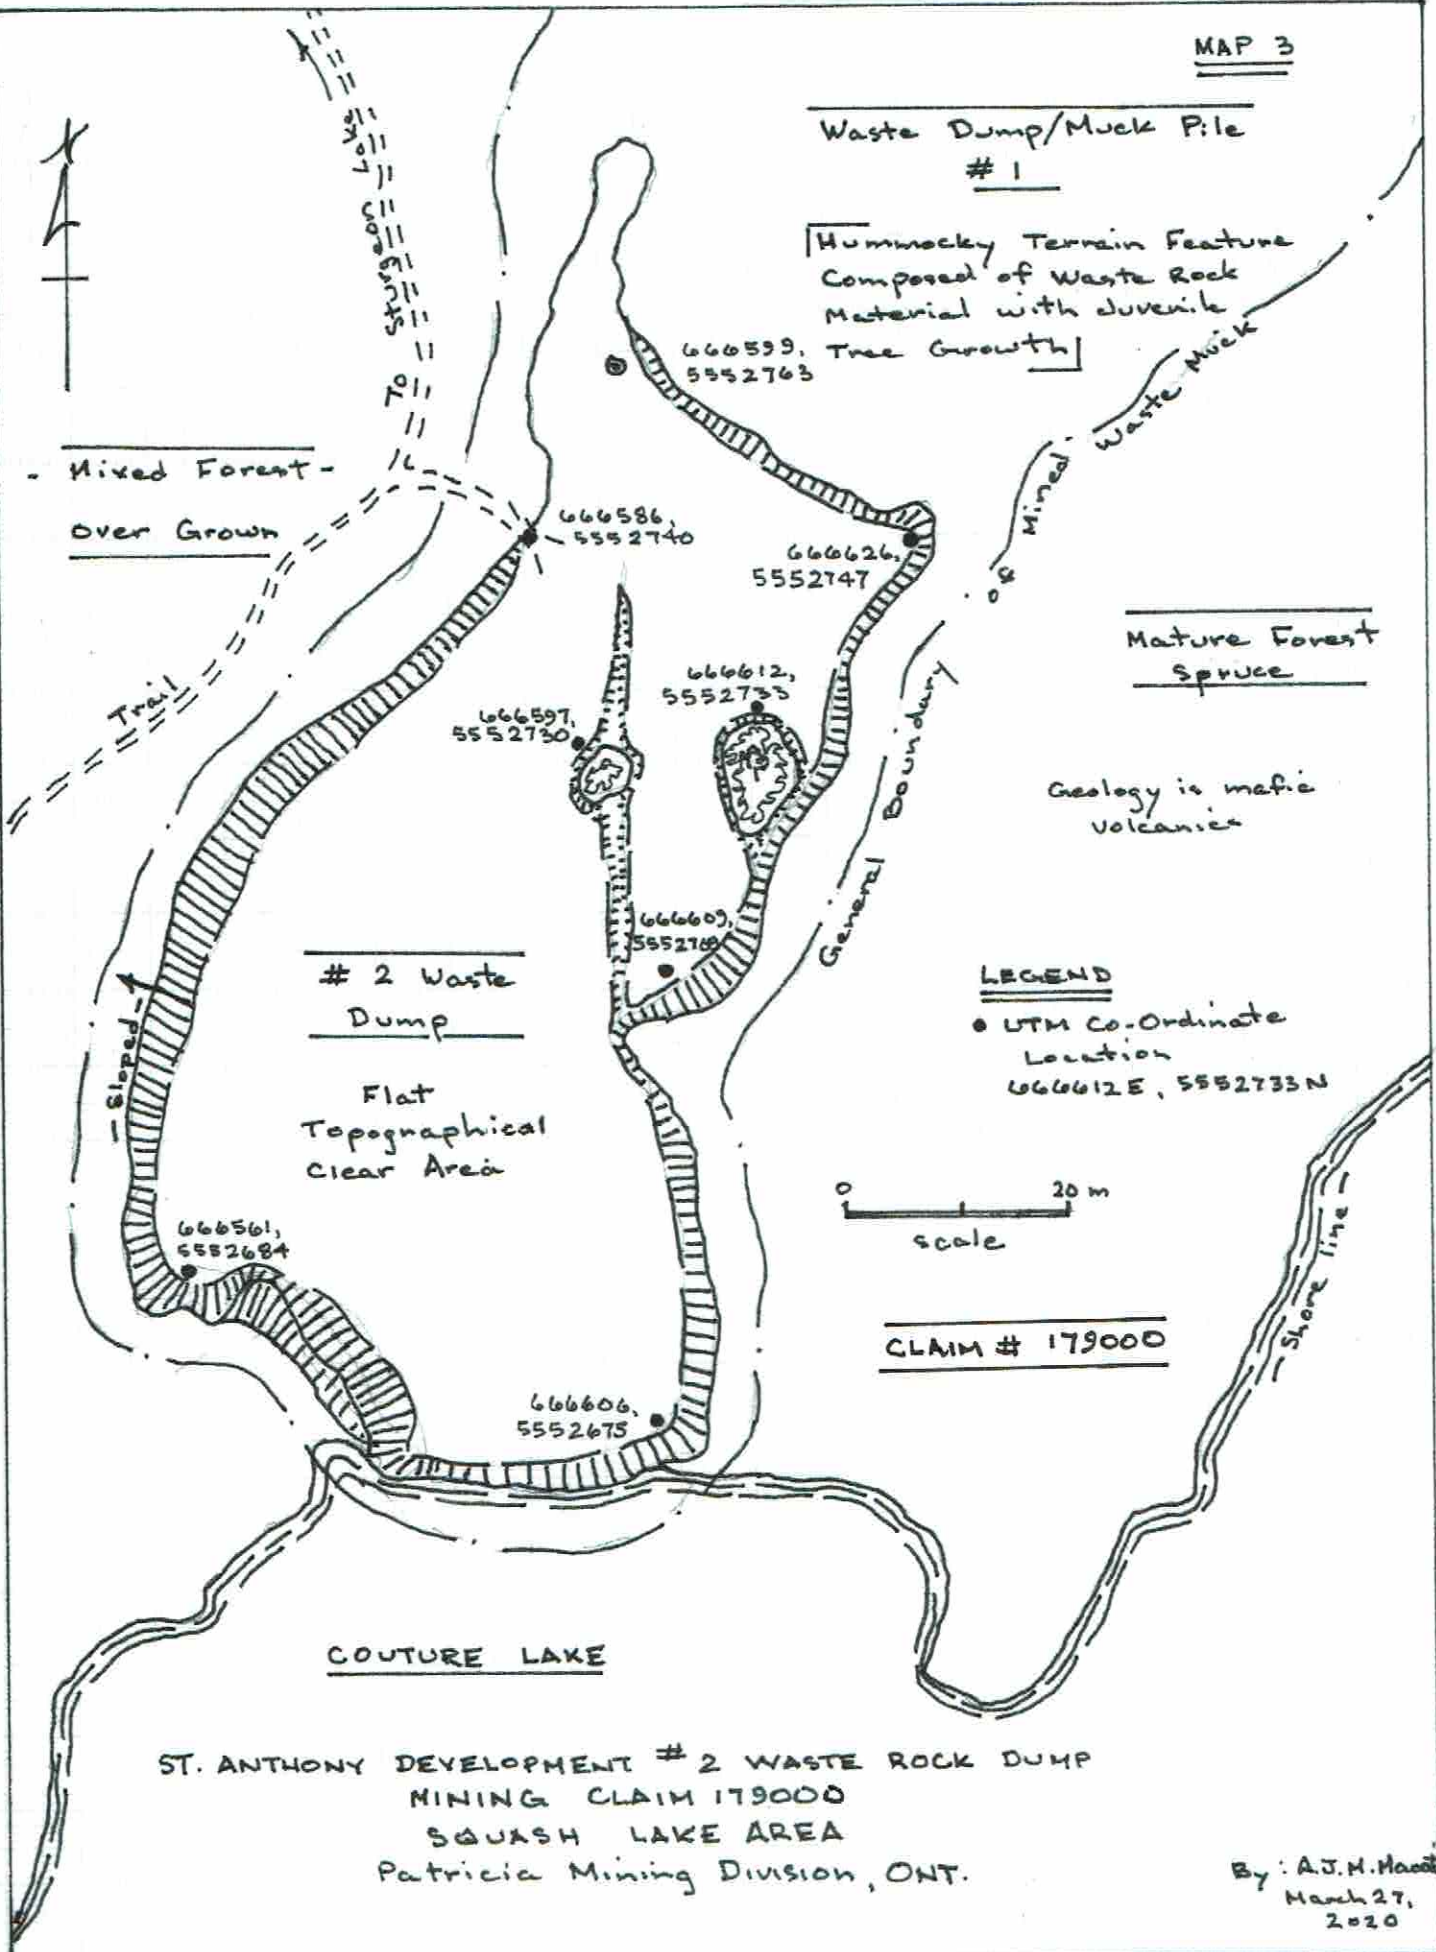 MAP 3
Waste Dump/Muck Pile
# 1
[Hummocky Terrain Feature
Composed of Waste Rock
Material with Juvenile
Tree Growth]
To Sturgeon Lake
- Mixed Forest -
Over Grown
Trail
666599,
5552763
666586,
5552740
666626,
5552747
666612,
5552733
666597,
5552730
666609,
General Boundary of Mineal Waste Muck
Mature Forest
Spruce
Geology is mafic
volcanics
# 2 Waste
Dump
Flat
Topographical
Clear Area
- Sloped -
LEGEND
• UTM Co-Ordinate
Location
666612E, 5552733N
0 20 m
scale
CLAIM # 179000
- Shore line -
666561,
5552684
666606,
5552675
COUTURE LAKE
ST. ANTHONY DEVELOPMENT # 2 WASTE ROCK DUMP
MINING CLAIM 179000
SQUASH LAKE AREA
Patricia Mining Division, ONT.
By: A.J.M.
March 27,
2020